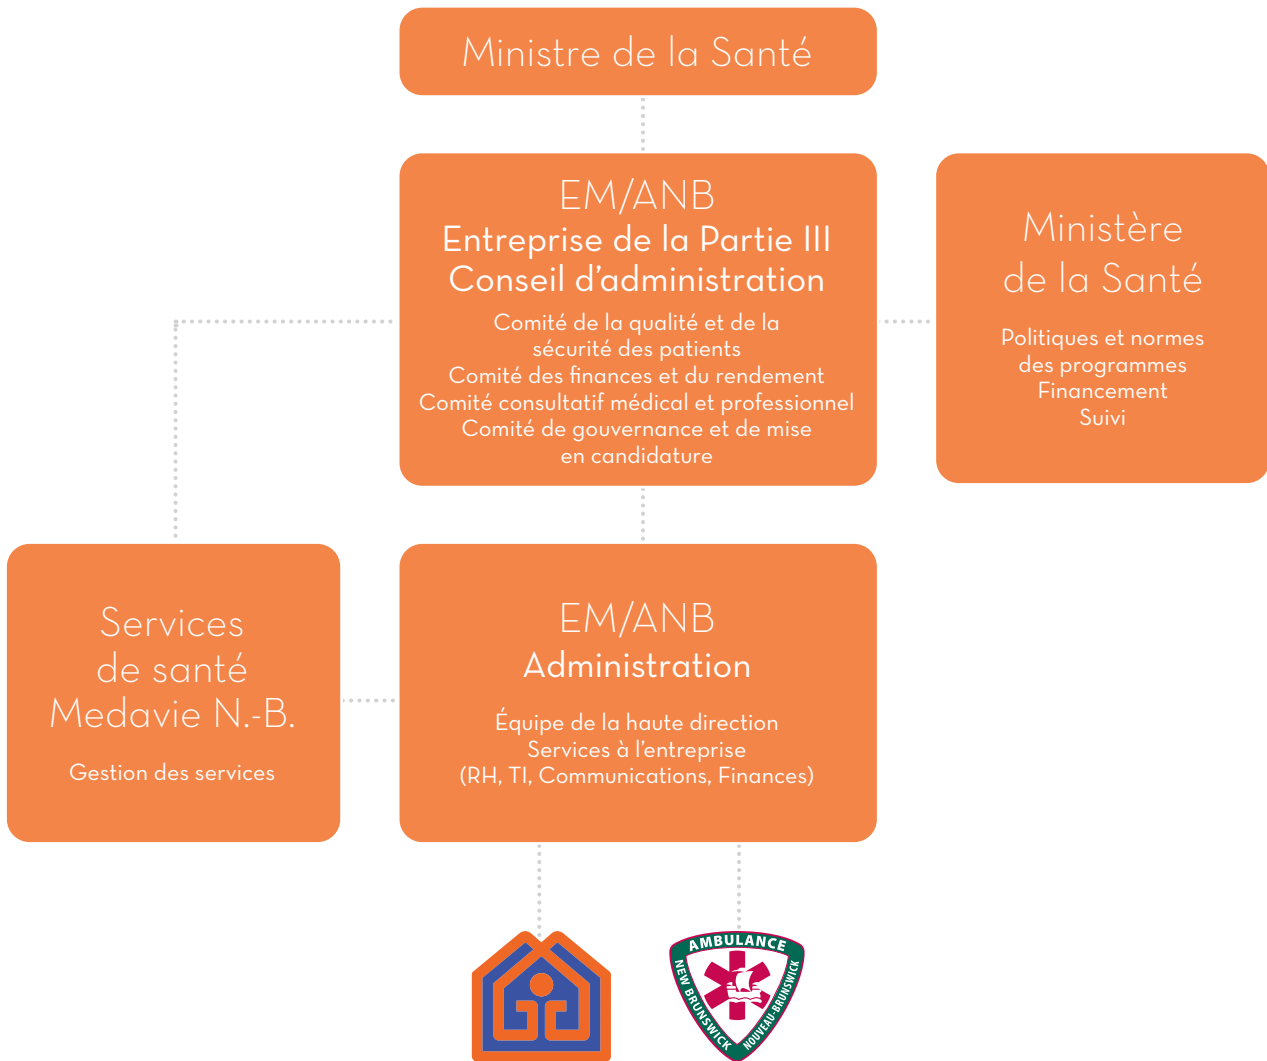 Ministre de la Santé
EM/ANB
Entreprise de la Partie III
Conseil d’administration
Comité de la qualité et de la
sécurité des patients
Comité des finances et du rendement
Comité consultatif médical et professionnel
Comité de gouvernance et de mise
en candidature
Ministère
de la Santé
Politiques et normes
des programmes
Financement
Suivi
Services
de santé
Medavie N.-B.
Gestion des services
EM/ANB
Administration
Équipe de la haute direction
Services à l’entreprise
(RH, TI, Communications, Finances)
AMBULANCE
NEW BRUNSWICK
NOUVEAU-BRUNSWICK